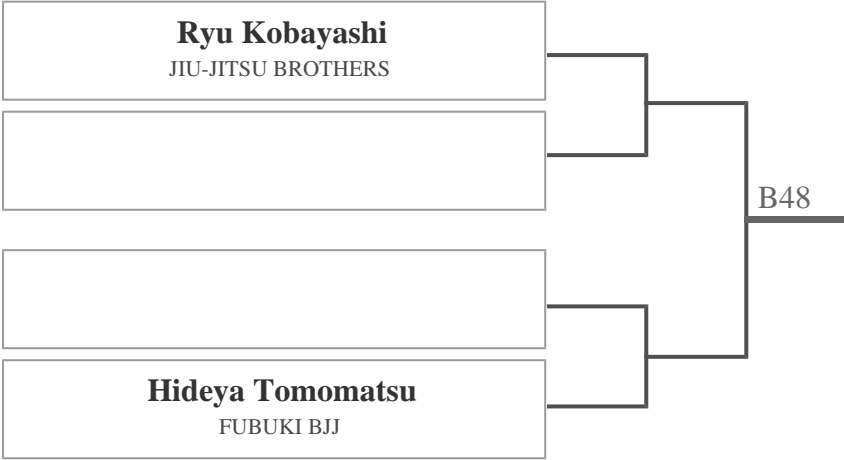 Ryu Kobayashi
JIU-JITSU BROTHERS
B48
Hideya Tomomatsu
FUBUKI BJJ